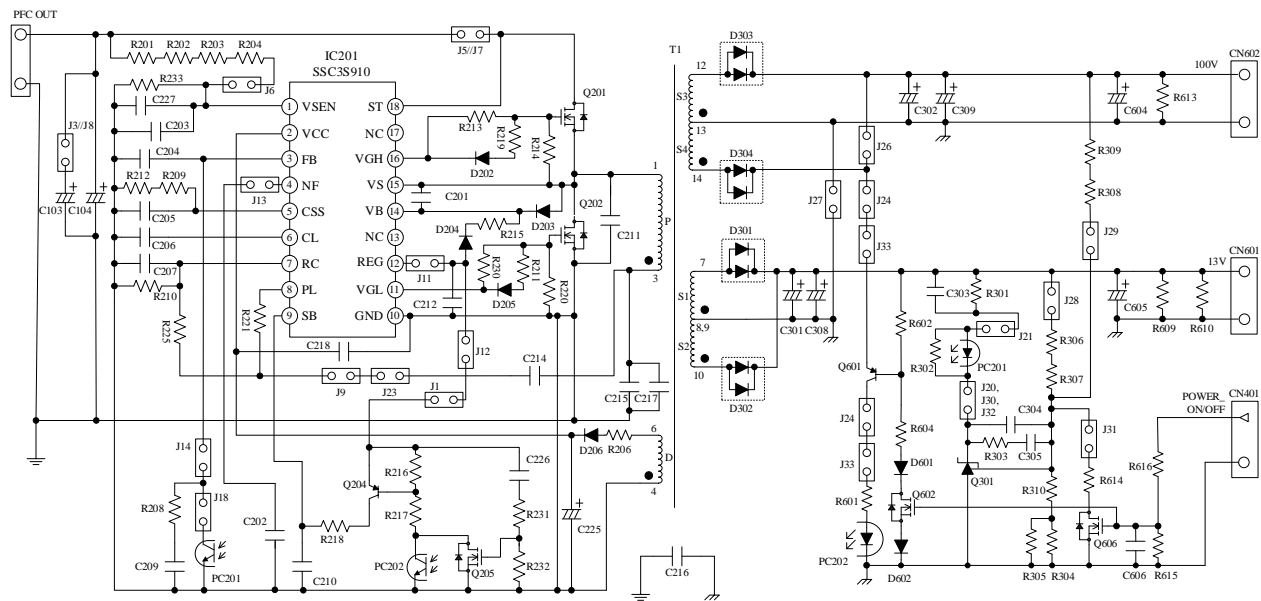 PFC OUT
R201 R202 R203 R204
R233
J6
C227
C203
C204
R212 R209
C205
C206
C207
R210
R225
R221
J3//J8
C103
C104
J13
IC201
SSC3S910
1 VSEN
2 VCC
3 FB
4 NF
5 CSS
6 CL
7 RC
8 PL
9 SB
ST 18
NC 17
VGH 16
VS 15
VB 14
NC 13
REG 12
VGL 11
GND 10
J5//J7
Q201
R213
R219
R214
D202
C201
Q202
D203
R215
D204
J11
R230
R211
R220
D205
C212
C211
C218
J12
J9
J23
J1
C214
C215
C217
T1
1
P
3
6
D
4
D206
R206
J14
J18
R208
C209
PC201
C202
C210
R218
Q204
R216
R217
PC202
Q205
C226
R231
R232
C225
C216
12
S3
13
S4
14
7
S1
8,9
S2
10
D303
D304
D301
D302
C302
C309
C604
R613
100V
CN602
J26
J27
J24
J33
R309
R308
J29
13V
CN601
C301
C308
C303
R301
J21
R302
PC201
J20,
J30,
J32
J28
R306
R307
C605
R609
R610
R602
Q601
J24
J33
R601
PC202
R604
D601
Q602
D602
C304
R303
C305
Q301
R310
R305
R304
J31
R614
Q606
C606
R615
R616
POWER_
ON/OFF
CN401